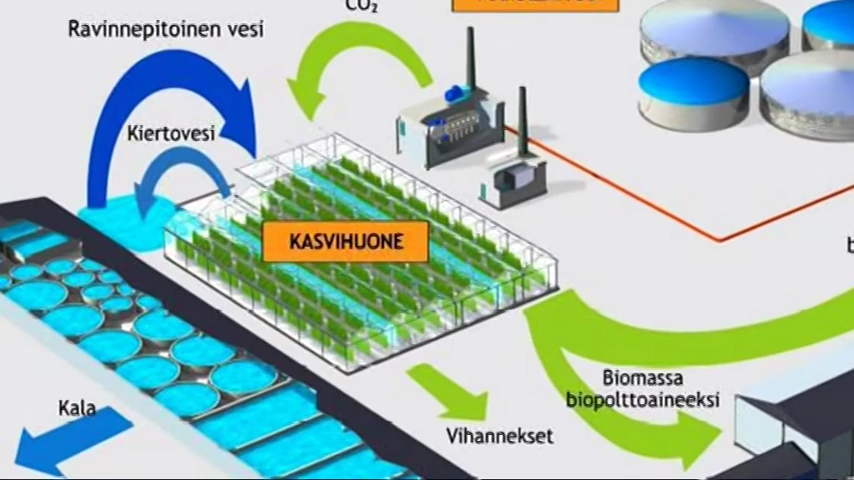 CO₂
Ravinnepitoinen vesi
Kiertovesi
KASVIHUONE
Biomassa
biopolttoaineeksi
Kala
Vihannekset